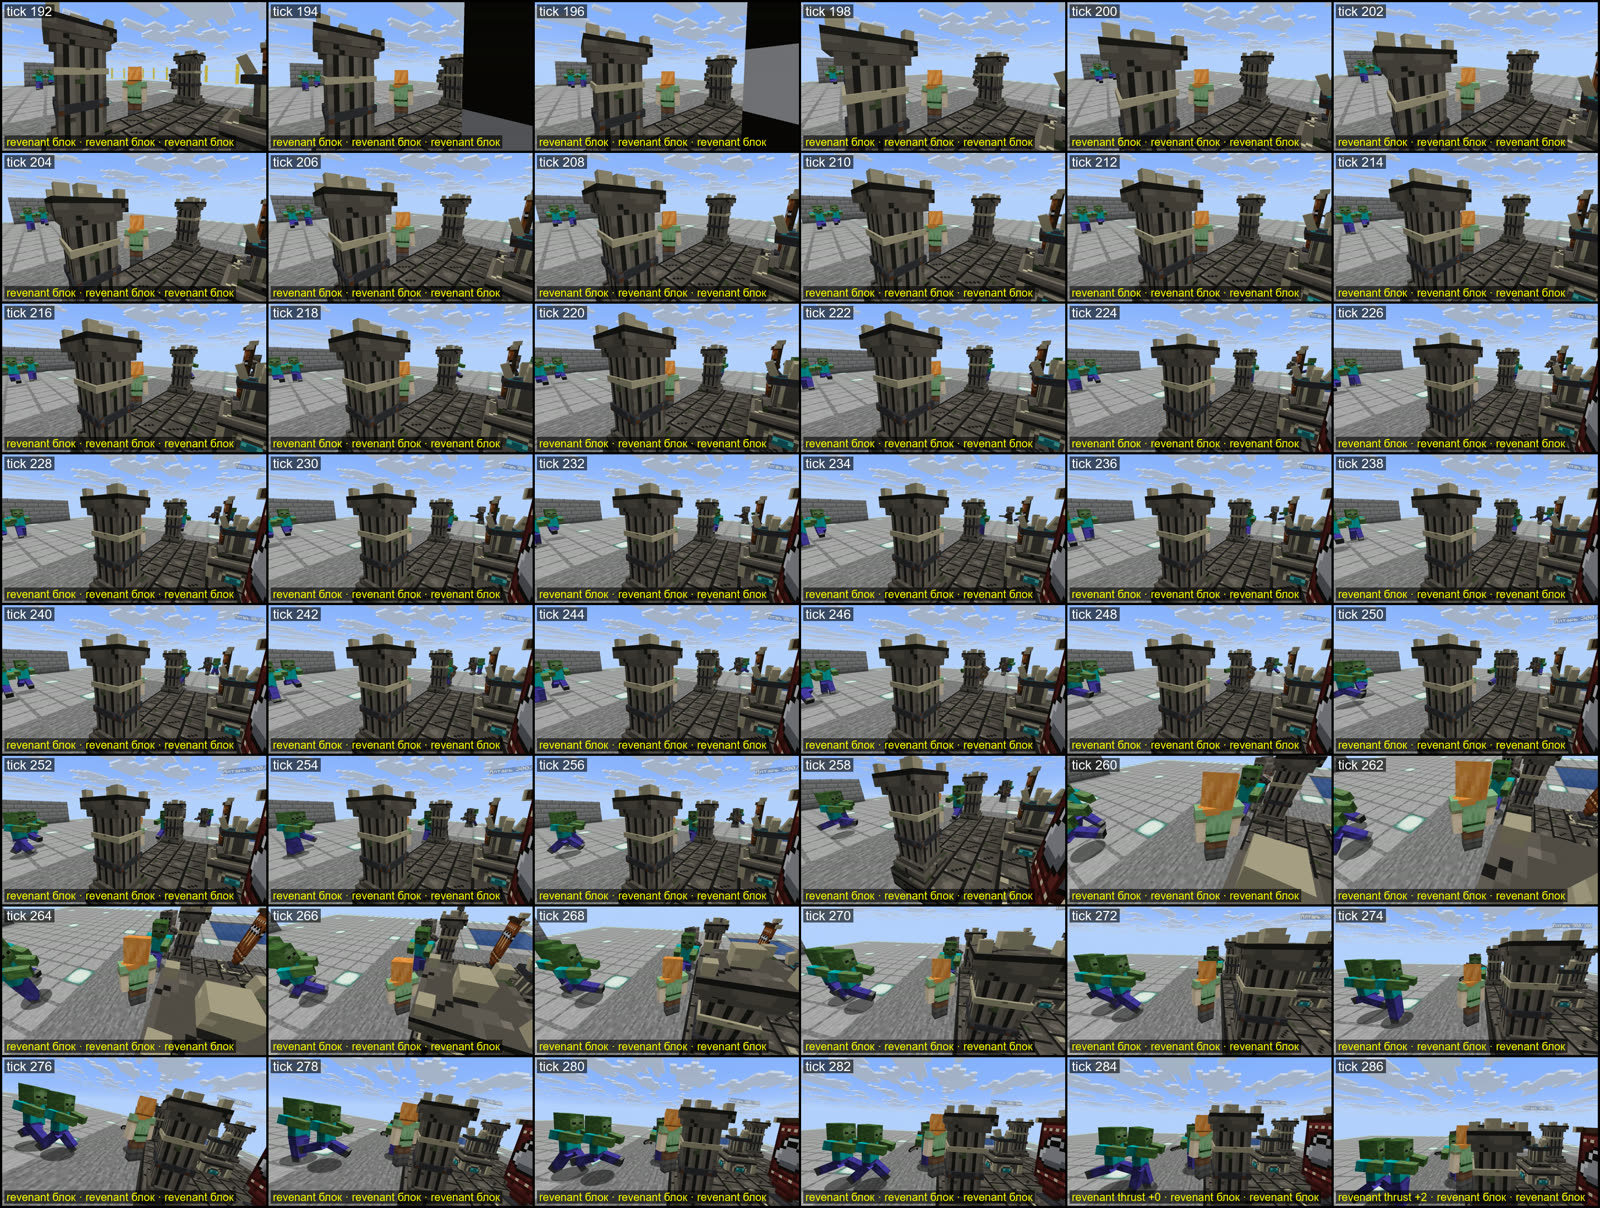 tick 192 tick 194 tick 196 tick 198 tick 200 tick 202
revenant блок · revenant блок · revenant блок revenant блок · revenant блок · revenant блок revenant блок · revenant блок · revenant блок revenant блок · revenant блок · revenant блок revenant блок · revenant блок · revenant блок revenant блок · revenant блок · revenant блок
tick 204 tick 206 tick 208 tick 210 tick 212 tick 214
revenant блок · revenant блок · revenant блок revenant блок · revenant блок · revenant блок revenant блок · revenant блок · revenant блок revenant блок · revenant блок · revenant блок revenant блок · revenant блок · revenant блок revenant блок · revenant блок · revenant блок
tick 216 tick 218 tick 220 tick 222 tick 224 tick 226
revenant блок · revenant блок · revenant блок revenant блок · revenant блок · revenant блок revenant блок · revenant блок · revenant блок revenant блок · revenant блок · revenant блок revenant блок · revenant блок · revenant блок revenant блок · revenant блок · revenant блок
tick 228 tick 230 tick 232 tick 234 tick 236 tick 238
revenant блок · revenant блок · revenant блок revenant блок · revenant блок · revenant блок revenant блок · revenant блок · revenant блок revenant блок · revenant блок · revenant блок revenant блок · revenant блок · revenant блок revenant блок · revenant блок · revenant блок
tick 240 tick 242 tick 244 tick 246 tick 248 tick 250
revenant блок · revenant блок · revenant блок revenant блок · revenant блок · revenant блок revenant блок · revenant блок · revenant блок revenant блок · revenant блок · revenant блок revenant блок · revenant блок · revenant блок revenant блок · revenant блок · revenant блок
tick 252 tick 254 tick 256 tick 258 tick 260 tick 262
revenant блок · revenant блок · revenant блок revenant блок · revenant блок · revenant блок revenant блок · revenant блок · revenant блок revenant блок · revenant блок · revenant блок revenant блок · revenant блок · revenant блок revenant блок · revenant блок · revenant блок
tick 264 tick 266 tick 268 tick 270 tick 272 tick 274
revenant блок · revenant блок · revenant блок revenant блок · revenant блок · revenant блок revenant блок · revenant блок · revenant блок revenant блок · revenant блок · revenant блок revenant блок · revenant блок · revenant блок revenant блок · revenant блок · revenant блок
tick 276 tick 278 tick 280 tick 282 tick 284 tick 286
revenant блок · revenant блок · revenant блок revenant блок · revenant блок · revenant блок revenant блок · revenant блок · revenant блок revenant блок · revenant блок · revenant блок revenant thrust +0 · revenant блок · revenant блок revenant thrust +2 · revenant блок · revenant блок